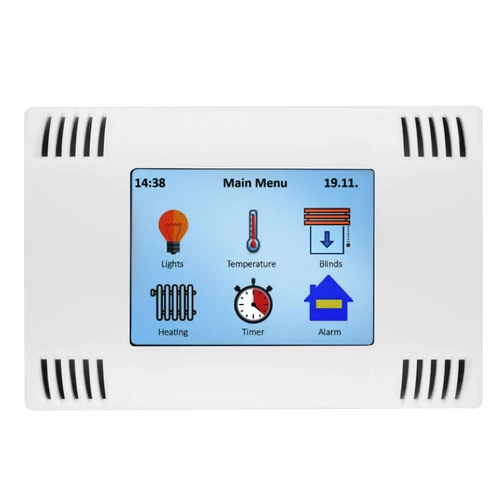 14:38 Main Menu 19.11.
Lights Temperature Blinds
Heating Timer Alarm